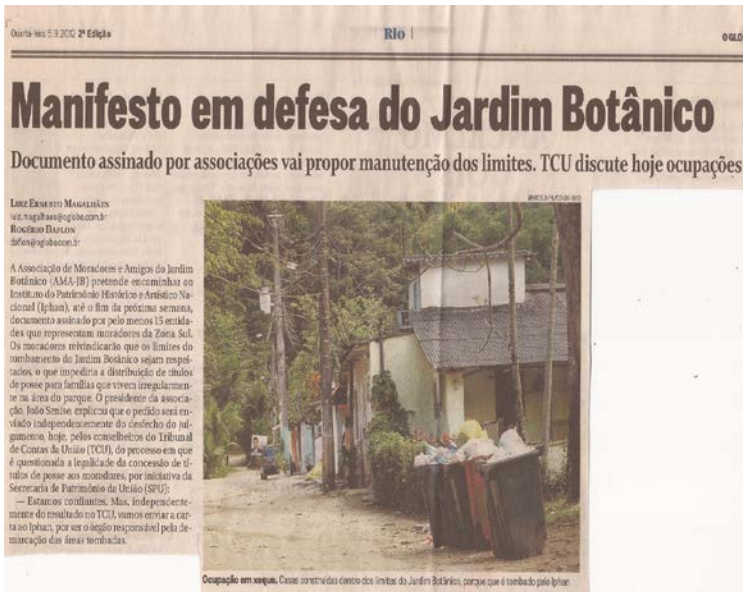 Quarta-feira 5.9.2012 2ª Edição
Rio
O GLO
Manifesto em defesa do Jardim Botânico
Documento assinado por associações vai propor manutenção dos limites. TCU discute hoje ocupações
LUIZ ERNESTO MAGALHÃES
luiz.magalhaes@oglobo.com.br
ROGÉRIO DAFLON
daflon@oglobo.com.br
A Associação de Moradores e Amigos do Jardim
Botânico (AMA-JB) pretende encaminhar ao
Instituto do Patrimônio Histórico e Artístico Na-
cional (Iphan), até o fim da próxima semana,
documento assinado por pelo menos 15 entida-
des que representam moradores da Zona Sul.
Os moradores reivindicarão que os limites do
tombamento do Jardim Botânico sejam respei-
tados, o que impediria a distribuição de títulos
de posse para famílias que vivem irregularmen-
te na área do parque. O presidente da associa-
ção, João Senise, explicou que o pedido será en-
viado independentemente do desfecho do jul-
gamento, hoje, pelos conselheiros do Tribunal
de Contas da União (TCU), do processo em que
é questionada a legalidade da concessão de tí-
tulos de posse aos moradores, por iniciativa da
Secretaria de Patrimônio da União (SPU):
— Estamos confiantes. Mas, independente-
mente do resultado no TCU, vamos enviar a car-
ta ao Iphan, por ser o órgão responsável pela de-
marcação das áreas tombadas.
Ocupação em xeque. Casas construídas dentro dos limites do Jardim Botânico, parque que é tombado pelo Iphan